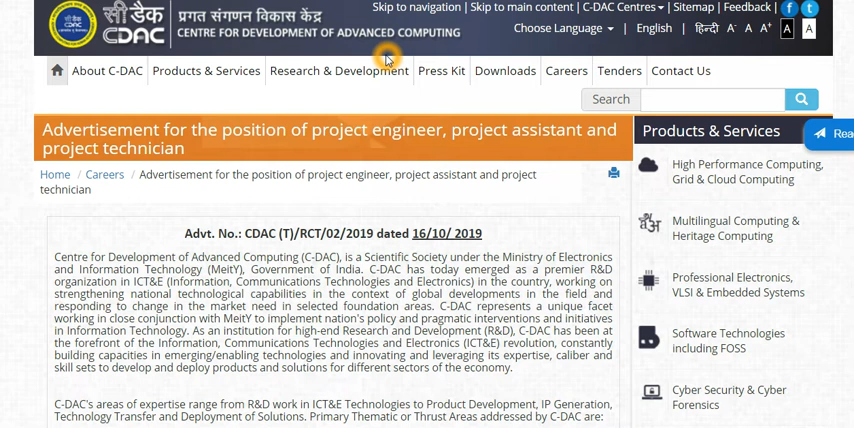 Skip to navigation | Skip to main content | C-DAC Centres | Sitemap | Feedback
सी डैक
CDAC
प्रगत संगणन विकास केंद्र
CENTRE FOR DEVELOPMENT OF ADVANCED COMPUTING
Choose Language | English | हिन्दी A- A A+ A A
About C-DAC | Products & Services | Research & Development | Press Kit | Downloads | Careers | Tenders | Contact Us
Search
Advertisement for the position of project engineer, project assistant and
project technician
Home / Careers / Advertisement for the position of project engineer, project assistant and project
technician
Advt. No.: CDAC (T)/RCT/02/2019 dated 16/10/ 2019
Centre for Development of Advanced Computing (C-DAC), is a Scientific Society under the Ministry of Electronics
and Information Technology (MeitY), Government of India. C-DAC has today emerged as a premier R&D
organization in ICT&E (Information, Communications Technologies and Electronics) in the country, working on
strengthening national technological capabilities in the context of global developments in the field and
responding to change in the market need in selected foundation areas. C-DAC represents a unique facet
working in close conjunction with MeitY to implement nation's policy and pragmatic interventions and initiatives
in Information Technology. As an institution for high-end Research and Development (R&D), C-DAC has been at
the forefront of the Information, Communications Technologies and Electronics (ICT&E) revolution, constantly
building capacities in emerging/enabling technologies and innovating and leveraging its expertise, caliber and
skill sets to develop and deploy products and solutions for different sectors of the economy.
C-DAC's areas of expertise range from R&D work in ICT&E Technologies to Product Development, IP Generation,
Technology Transfer and Deployment of Solutions. Primary Thematic or Thrust Areas addressed by C-DAC are:
Products & Services
Rea
High Performance Computing,
Grid & Cloud Computing
Multilingual Computing &
Heritage Computing
Professional Electronics,
VLSI & Embedded Systems
Software Technologies
including FOSS
Cyber Security & Cyber
Forensics